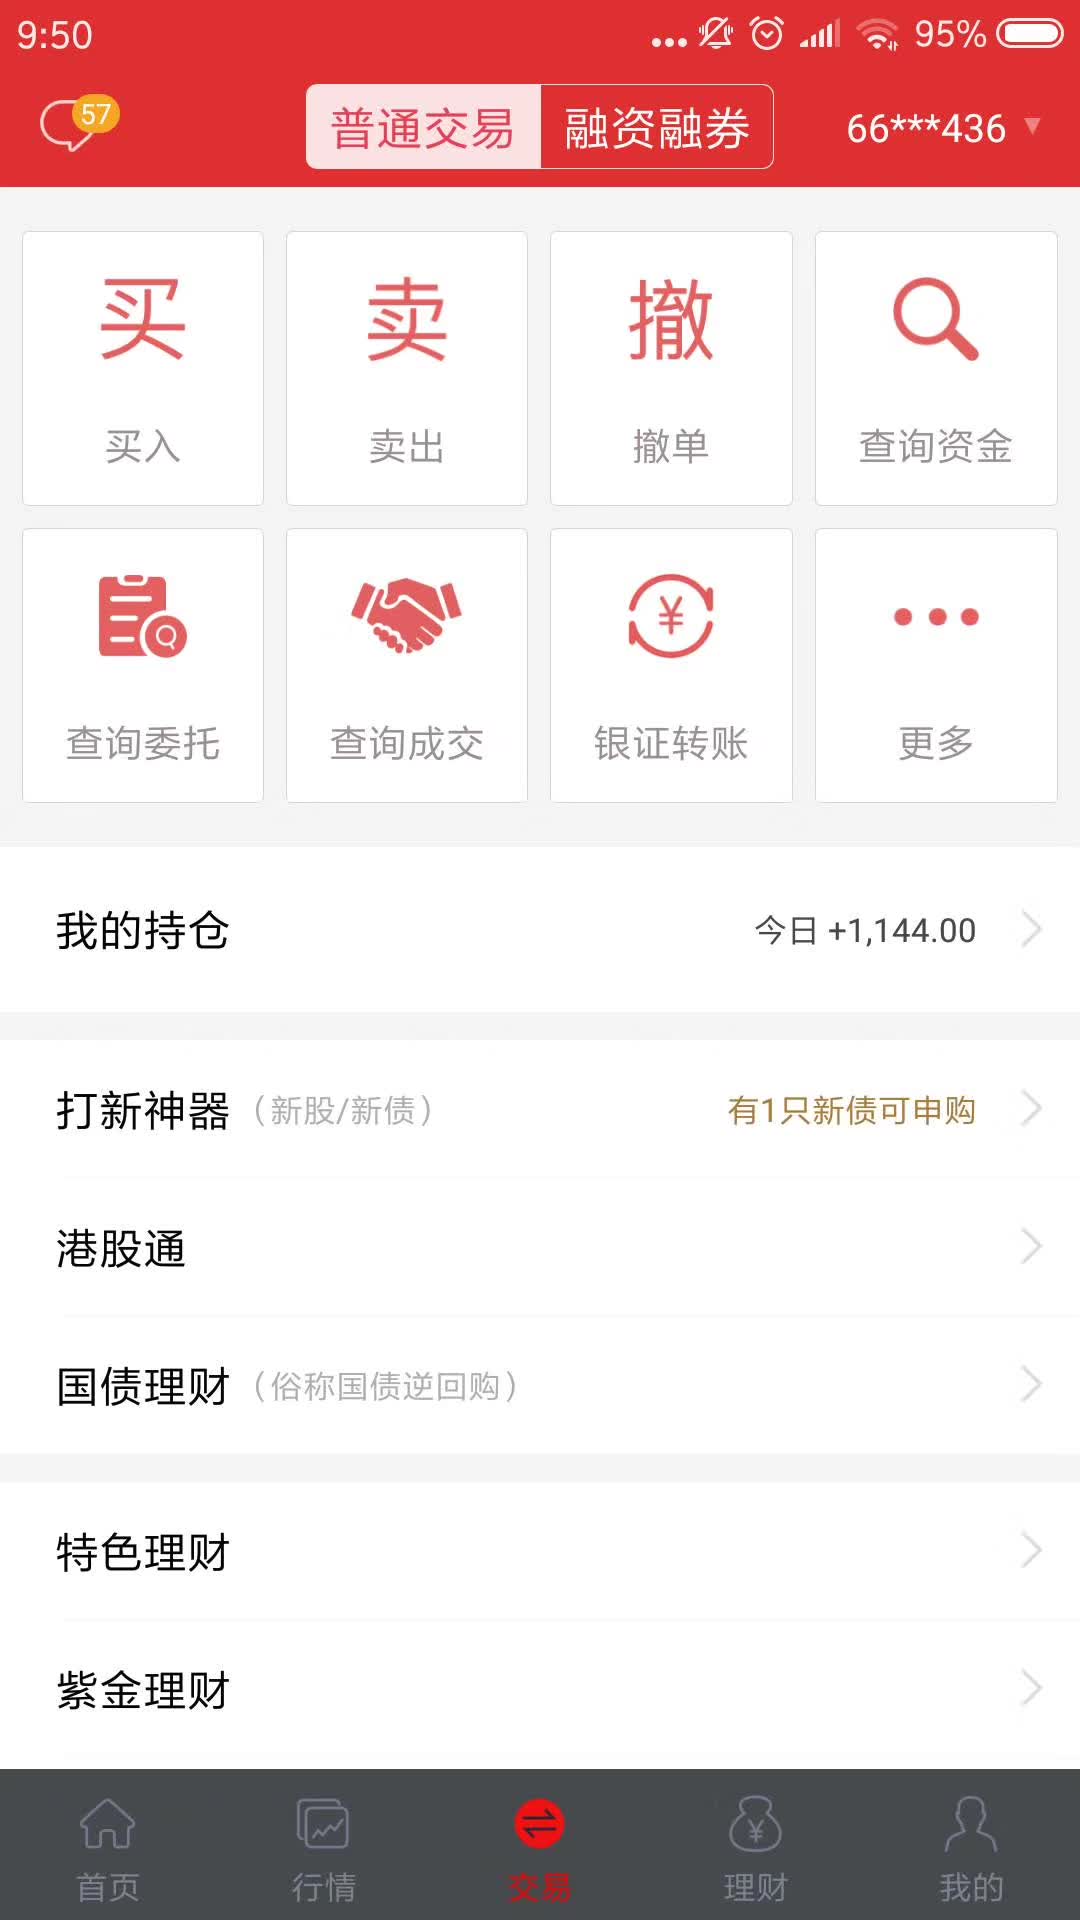 9:50 95%
57 普通交易 融资融券 66***436
买 卖 撤
买入 卖出 撤单 查询资金
¥
查询委托 查询成交 银证转账 更多
我的持仓 今日 +1,144.00
打新神器（新股/新债） 有1只新债可申购
港股通
国债理财（俗称国债逆回购）
特色理财
紫金理财
¥
首页 行情 交易 理财 我的